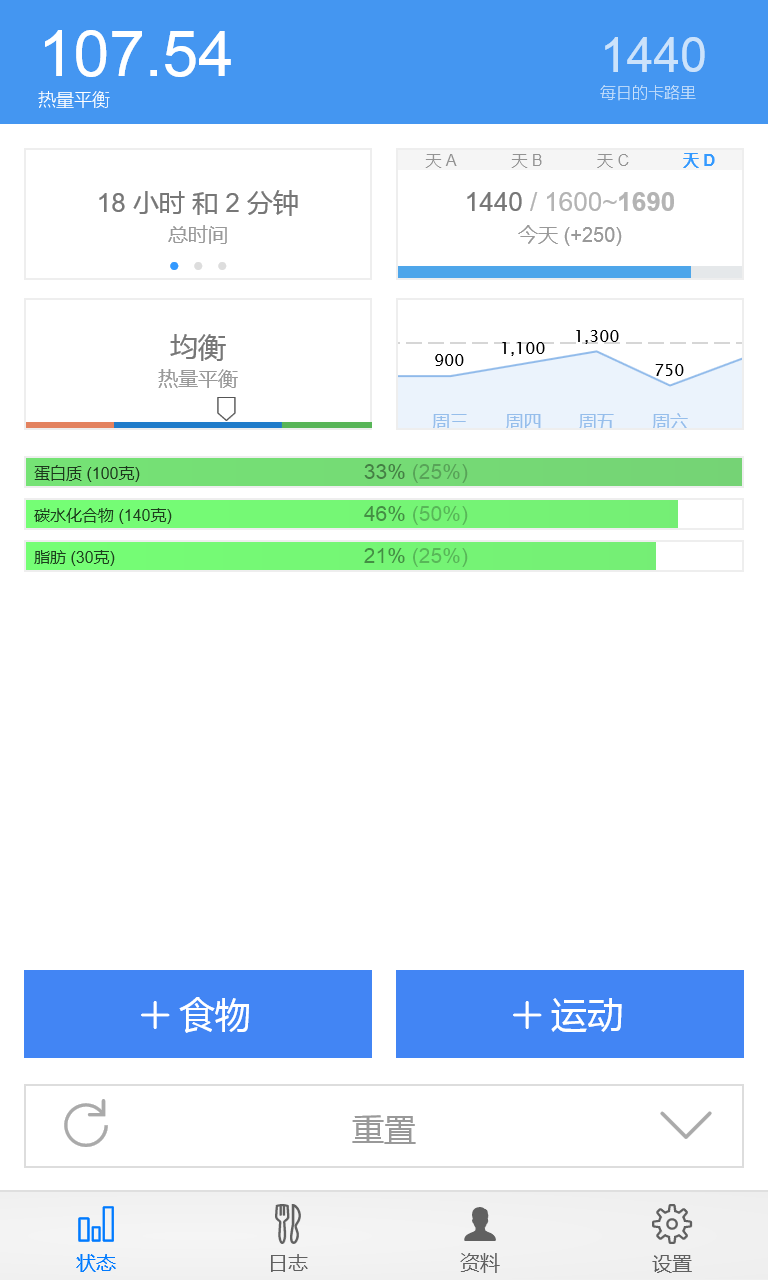 107.54
1440
热量平衡
每日的卡路里
18 小时 和 2 分钟
总时间
天 A 天 B 天 C 天 D
1440 / 1600~1690
今天 (+250)
均衡
热量平衡
900 1,100 1,300 750
周三 周四 周五 周六
蛋白质 (100克) 33% (25%)
碳水化合物 (140克) 46% (50%)
脂肪 (30克) 21% (25%)
＋食物
＋运动
重置
状态 日志 资料 设置